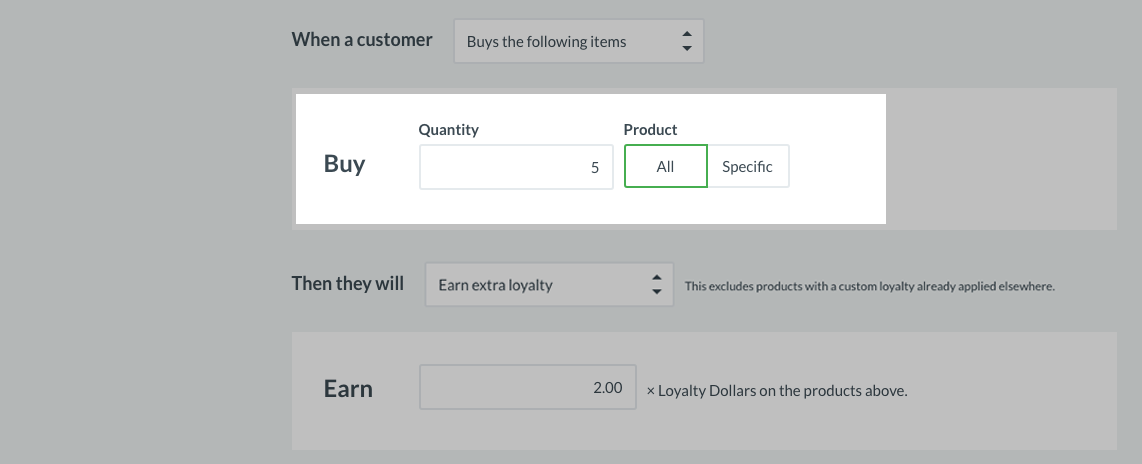 When a customer
Buys the following items
Quantity
Product
Buy
5
All
Specific
Then they will
Earn extra loyalty
This excludes products with a custom loyalty already applied elsewhere.
Earn
2.00
× Loyalty Dollars on the products above.